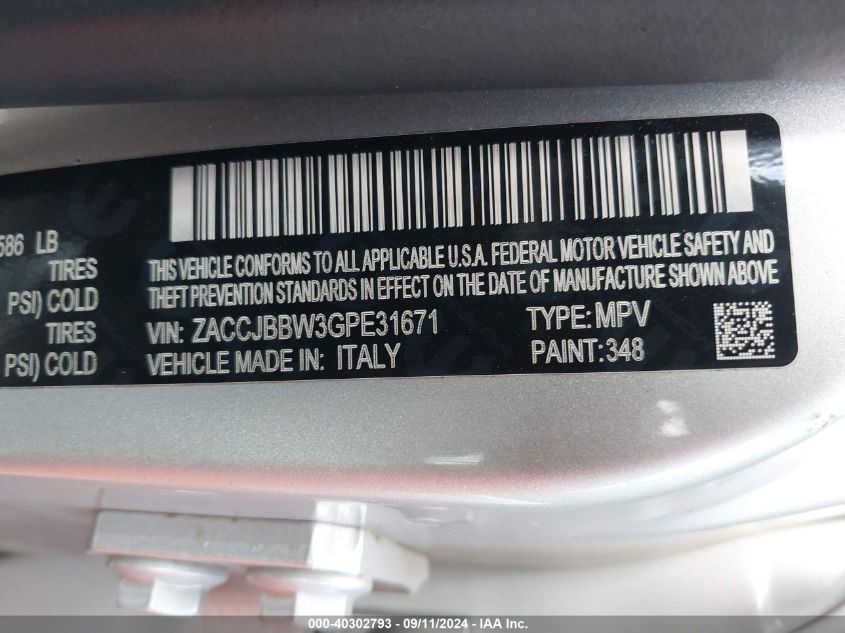 586 LB
TIRES
PSI) COLD
TIRES
PSI) COLD
THIS VEHICLE CONFORMS TO ALL APPLICABLE U.S.A. FEDERAL MOTOR VEHICLE SAFETY AND
THEFT PREVENTION STANDARDS IN EFFECT ON THE DATE OF MANUFACTURE SHOWN ABOVE
VIN: ZACCJBBW3GPE31671 TYPE: MPV
VEHICLE MADE IN: ITALY PAINT: 348
000-40302793 - 09/11/2024 - IAA Inc.